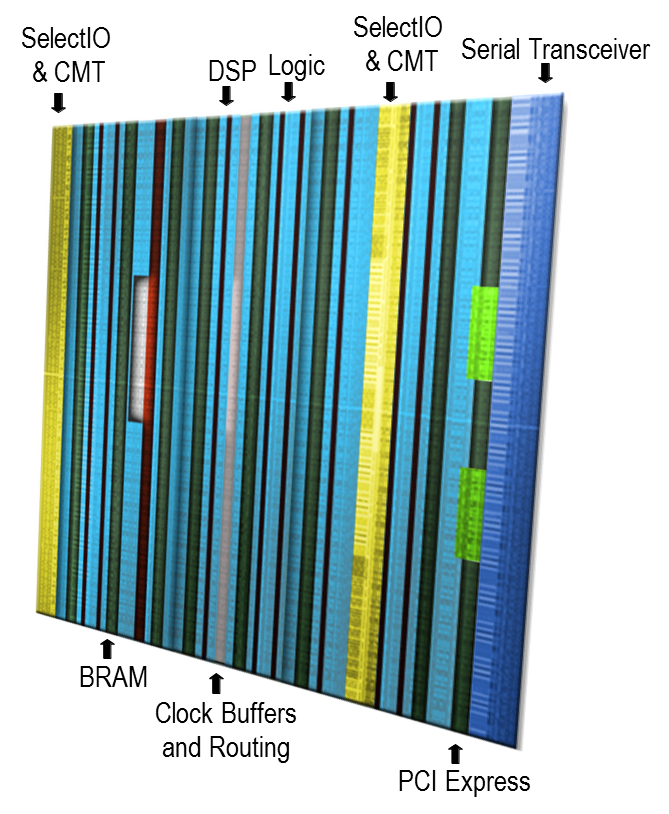 SelectIO
& CMT
DSP
Logic
SelectIO
& CMT
Serial Transceiver
BRAM
Clock Buffers
and Routing
PCI Express